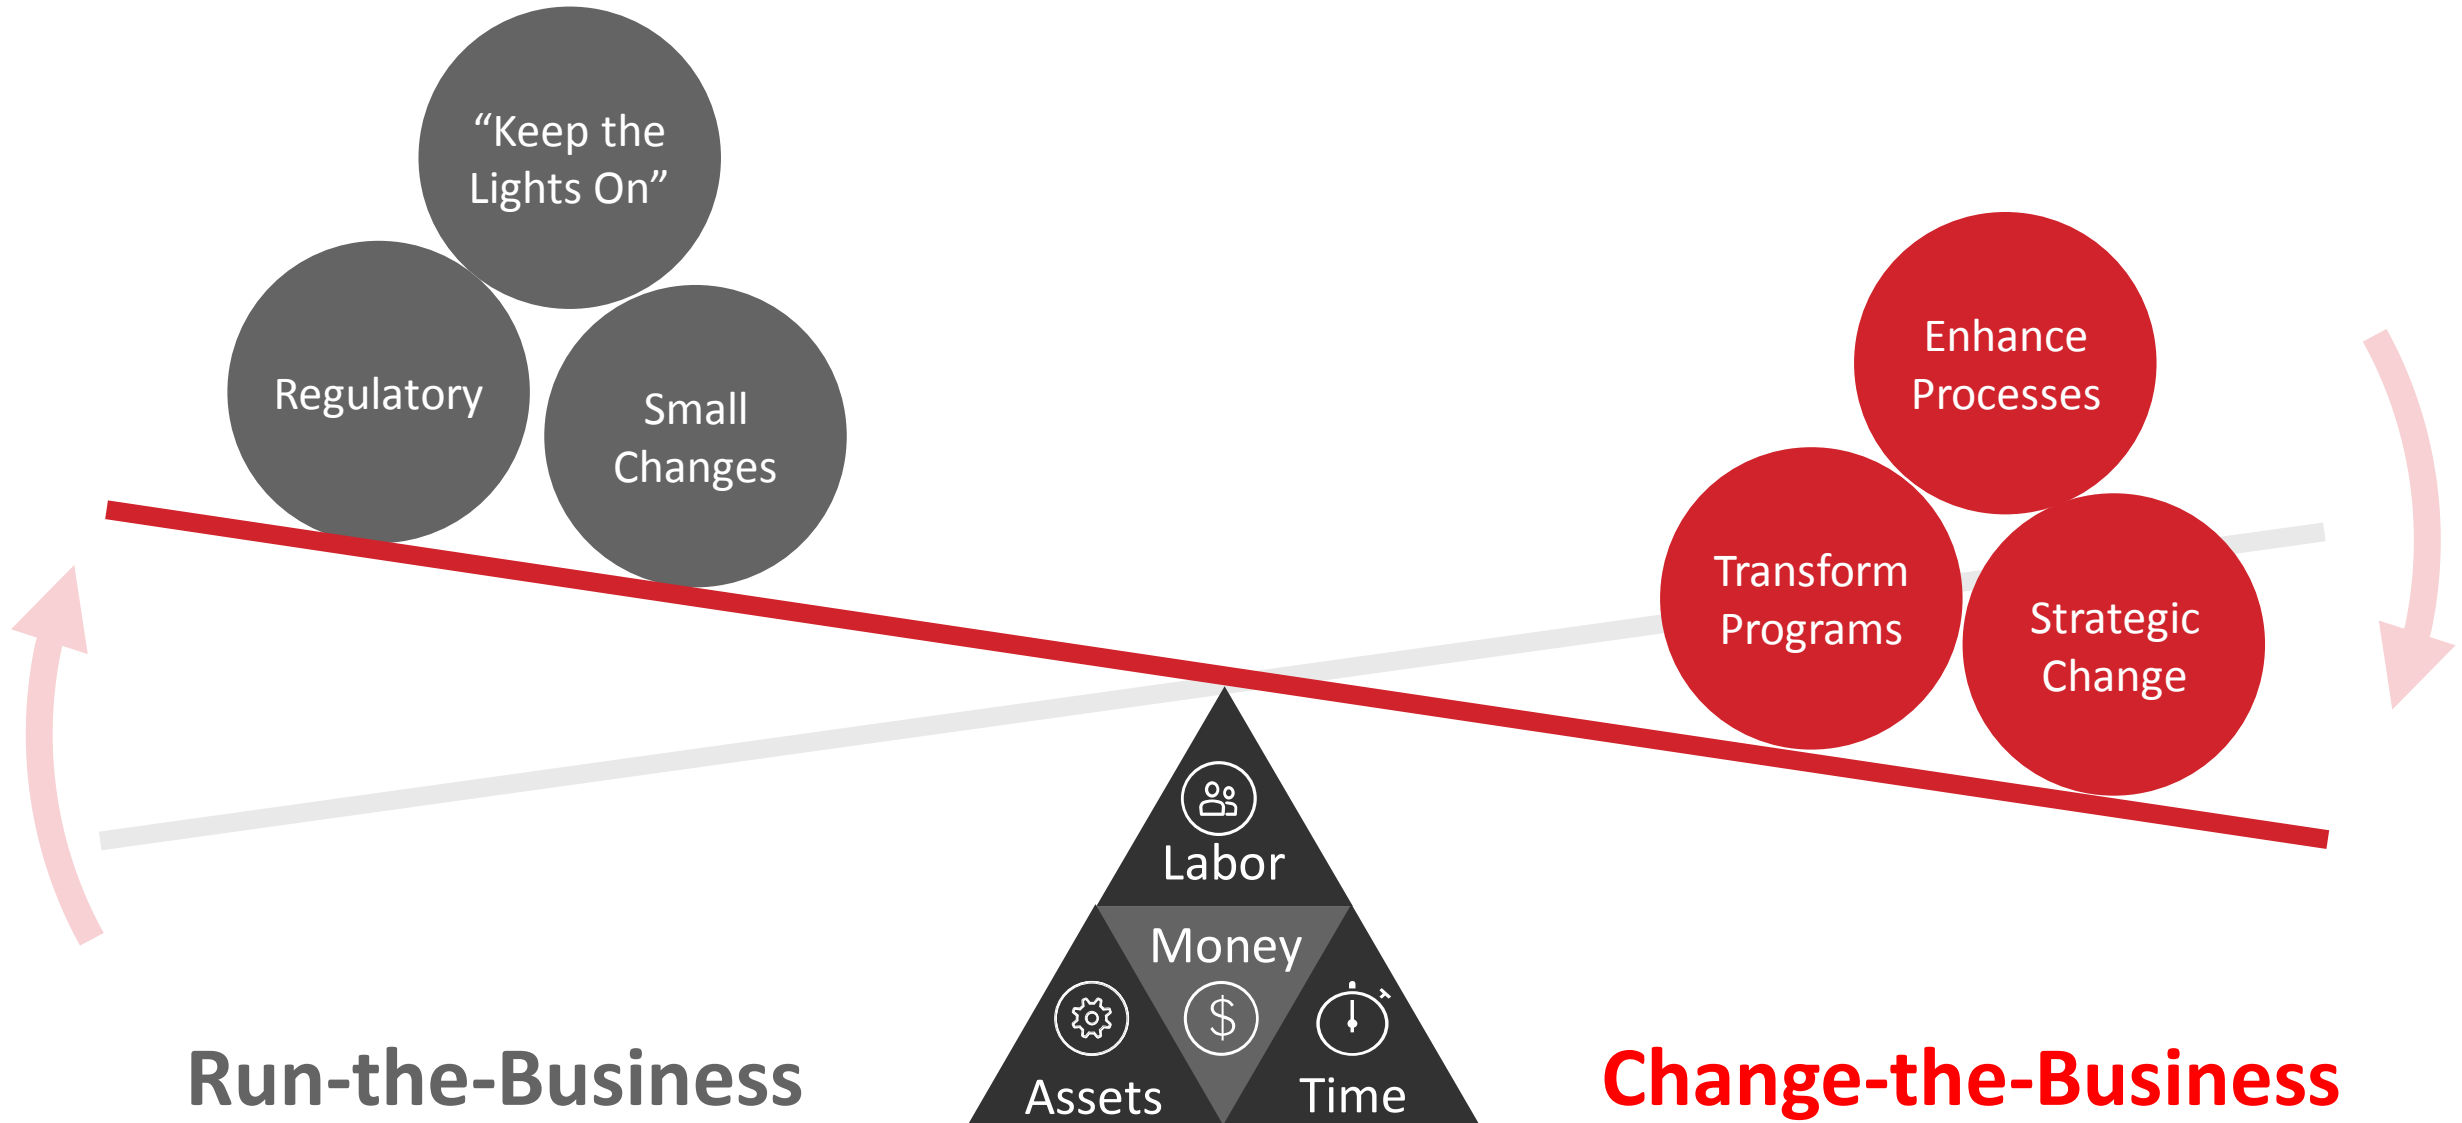 “Keep the
Lights On”
Regulatory
Small
Changes
Enhance
Processes
Transform
Programs
Strategic
Change
Labor
Money
$
Assets
Time
Run-the-Business
Change-the-Business